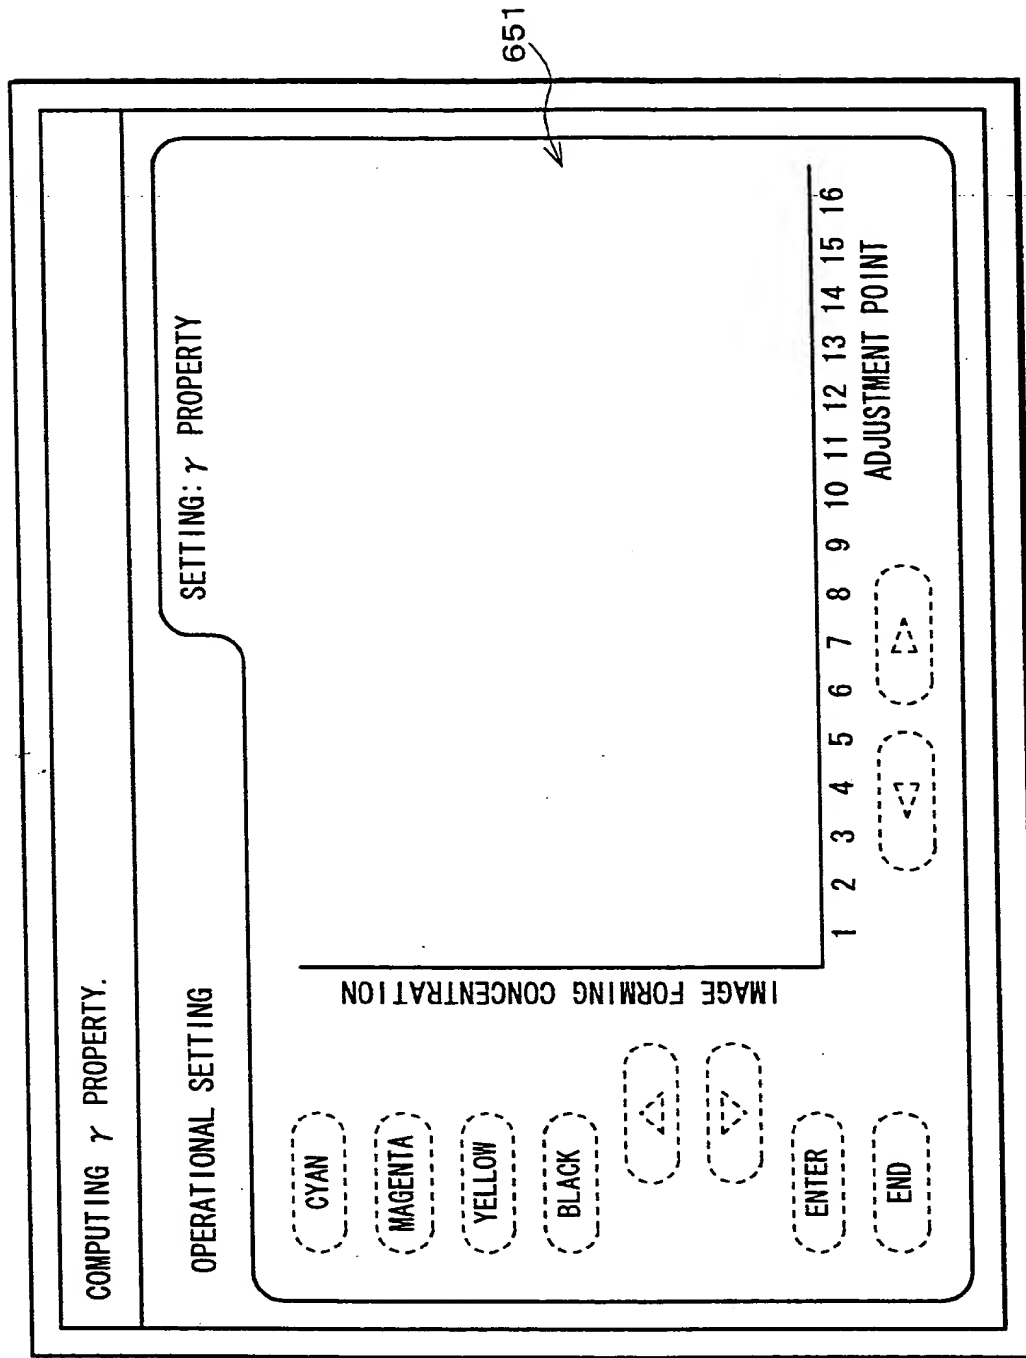 COMPUTING γ PROPERTY.
OPERATIONAL SETTING
SETTING: γ PROPERTY
651
CYAN
MAGENTA
YELLOW
BLACK
ENTER
END
IMAGE FORMING CONCENTRATION
1 2 3 4 5 6 7 8 9 10 11 12 13 14 15 16
ADJUSTMENT POINT